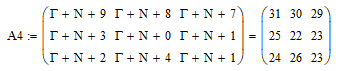 Γ + N + 9 Γ + N + 8 Γ + N + 7 31 30 29
A4 := Γ + N + 3 Γ + N + 0 Γ + N + 1 = 25 22 23
Γ + N + 2 Γ + N + 4 Γ + N + 1 24 26 23